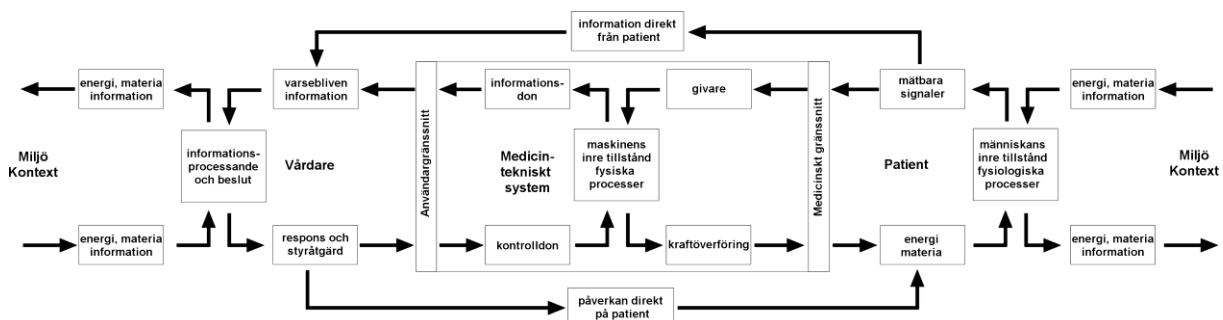 information direkt
från patient
energi, materia
information
varsebliven
information
informations-
don
givare
mätbara
signaler
energi, materia
information
Miljö
Kontext
informations-
processande
och beslut
Vårdare
Användargränssnitt
Medicin-
tekniskt
system
maskinens
inre tillstånd
fysiska
processer
Medicinskt gränssnitt
Patient
människans
inre tillstånd
fysiologiska
processer
Miljö
Kontext
energi, materia
information
respons och
styråtgärd
kontrolldon
kraftöverföring
energi
materia
energi, materia
information
påverkan direkt
på patient